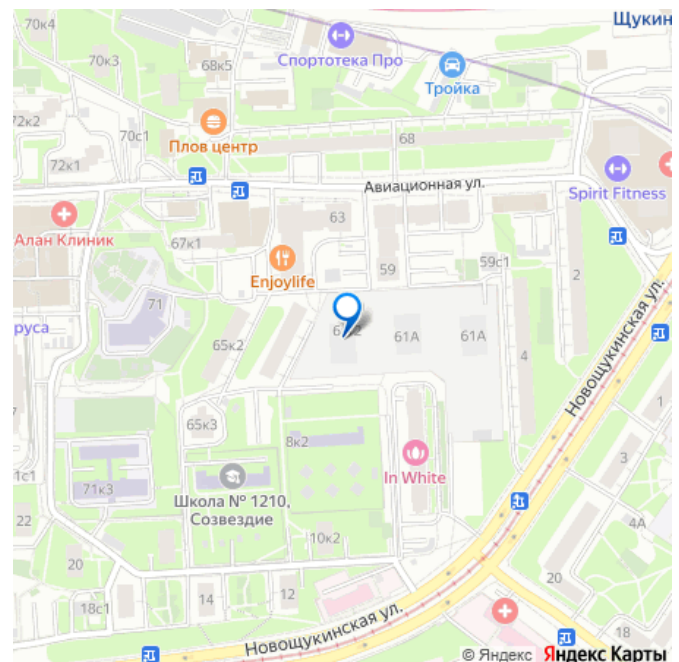 70к4
Щукин
Спортотека Про
70к3
68к5
Тройка
72к2
70с1
Плов центр
68
72к1
Авиационная ул.
Spirit Fitness
Алан Клиник
63
67к1
Enjoylife
59
59с1
2
71
руса
65к2
61А
61А
4
Новощукинская ул.
1
65к3
8к2
In White
3
1с1
71к3
Школа № 1210,
Созвездие
22
4А
10к2
20
20
18с1
14
12
Новощукинская ул.
© Яндекс Яндекс Карты